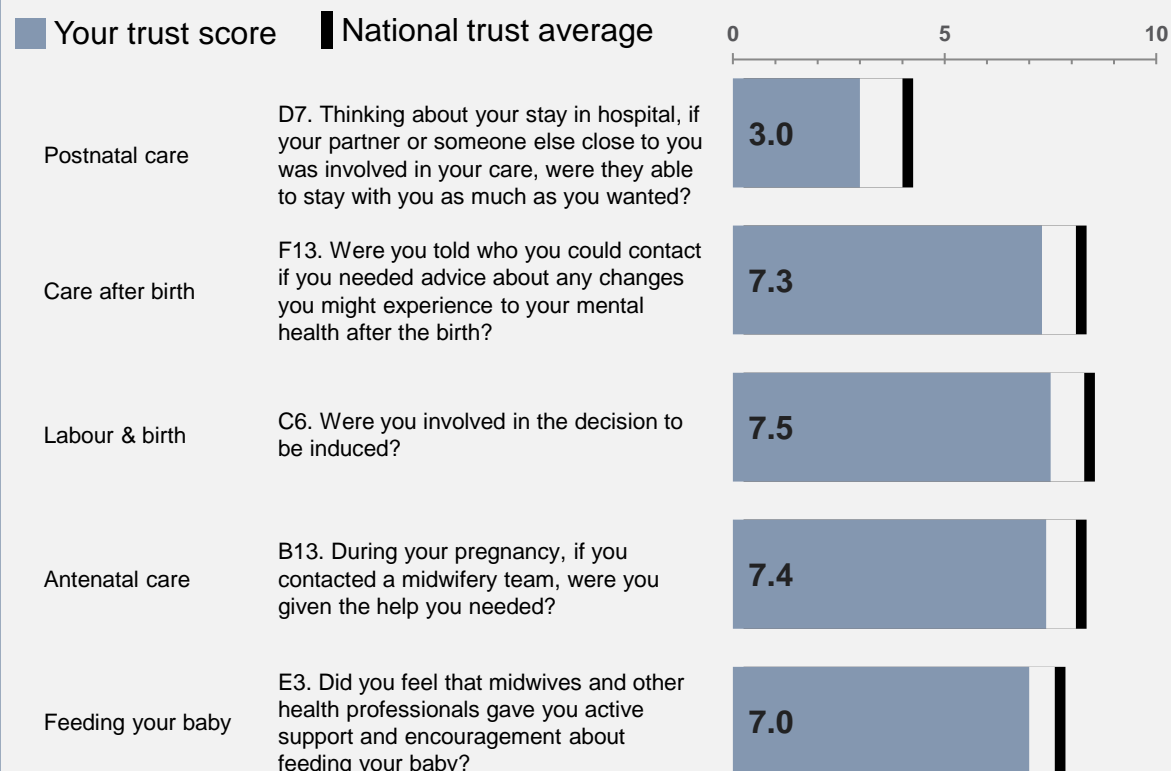 Your trust score National trust average
0 5 10
Postnatal care
D7. Thinking about your stay in hospital, if
your partner or someone else close to you
was involved in your care, were they able
to stay with you as much as you wanted?
3.0
Care after birth
F13. Were you told who you could contact
if you needed advice about any changes
you might experience to your mental
health after the birth?
7.3
Labour & birth
C6. Were you involved in the decision to
be induced?
7.5
Antenatal care
B13. During your pregnancy, if you
contacted a midwifery team, were you
given the help you needed?
7.4
Feeding your baby
E3. Did you feel that midwives and other
health professionals gave you active
support and encouragement about
feeding your baby?
7.0